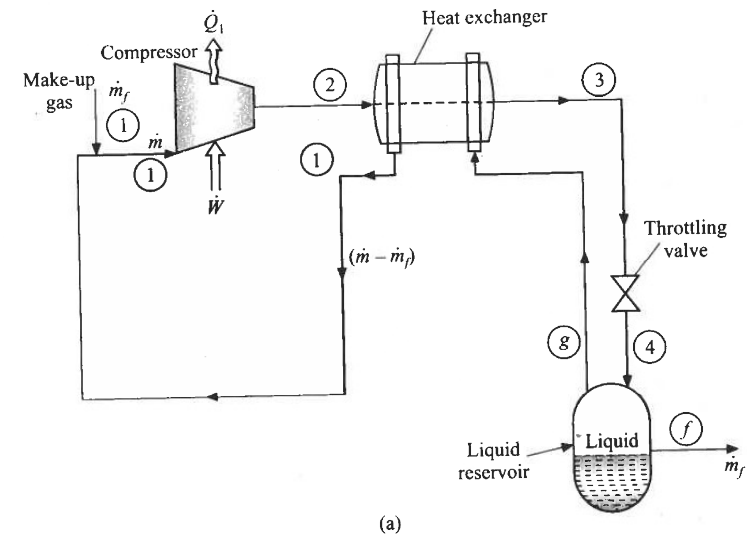 Q̇₁
Heat exchanger
Compressor
Make-up
gas
ṁf
1
ṁ
1
Ẇ
2
3
1
(ṁ – ṁf)
Throttling
valve
g
4
Liquid
reservoir
Liquid
f
ṁf
(a)